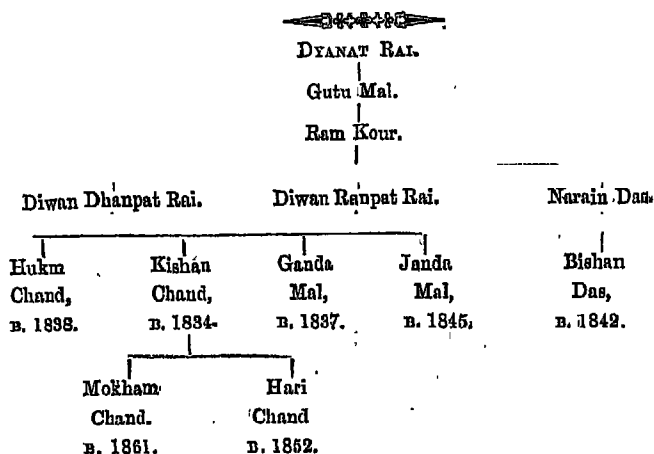 DYANAT RAI.
Gutu Mal.
Ram Kour.
Diwan Dhanpat Rai. Diwan Ranpat Rai. Narain Das.
Hukm Kishán Ganda Janda Bishan
Chand, Chand, Mal, Mal, Das,
B. 1838. B. 1834. B. 1837. B. 1845. B. 1842.
Mokham Hari
Chand. Chand
B. 1861. B. 1852.